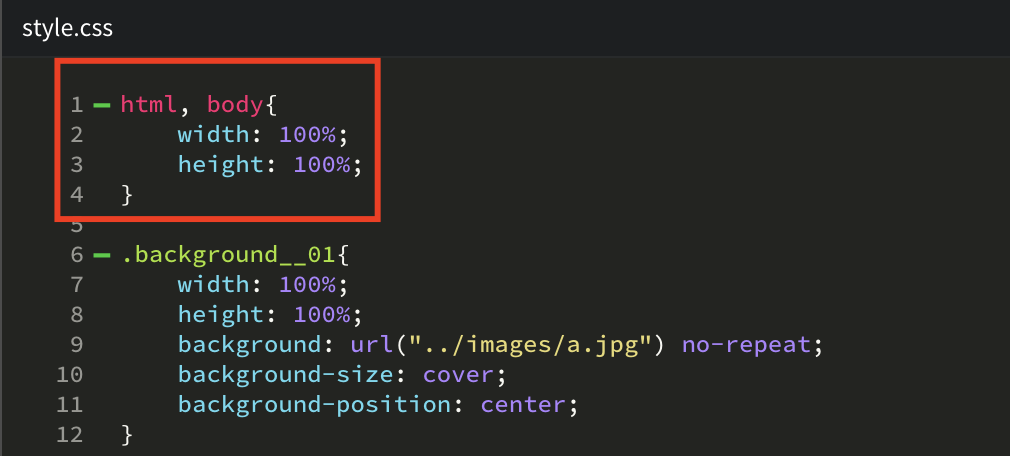 style.css
1 html, body{
2 width: 100%;
3 height: 100%;
4 }
5
6 .background__01{
7 width: 100%;
8 height: 100%;
9 background: url("../images/a.jpg") no-repeat;
10 background-size: cover;
11 background-position: center;
12 }